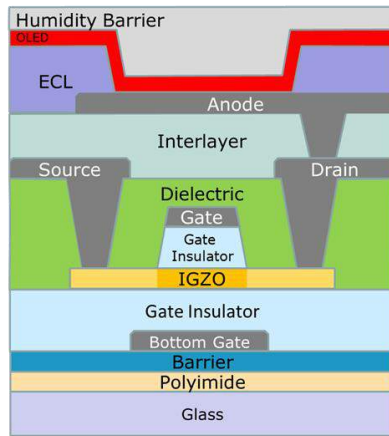 Humidity Barrier
OLED
ECL
Anode
Interlayer
Source
Drain
Dielectric
Gate
Gate
Insulator
IGZO
Gate Insulator
Bottom Gate
Barrier
Polyimide
Glass